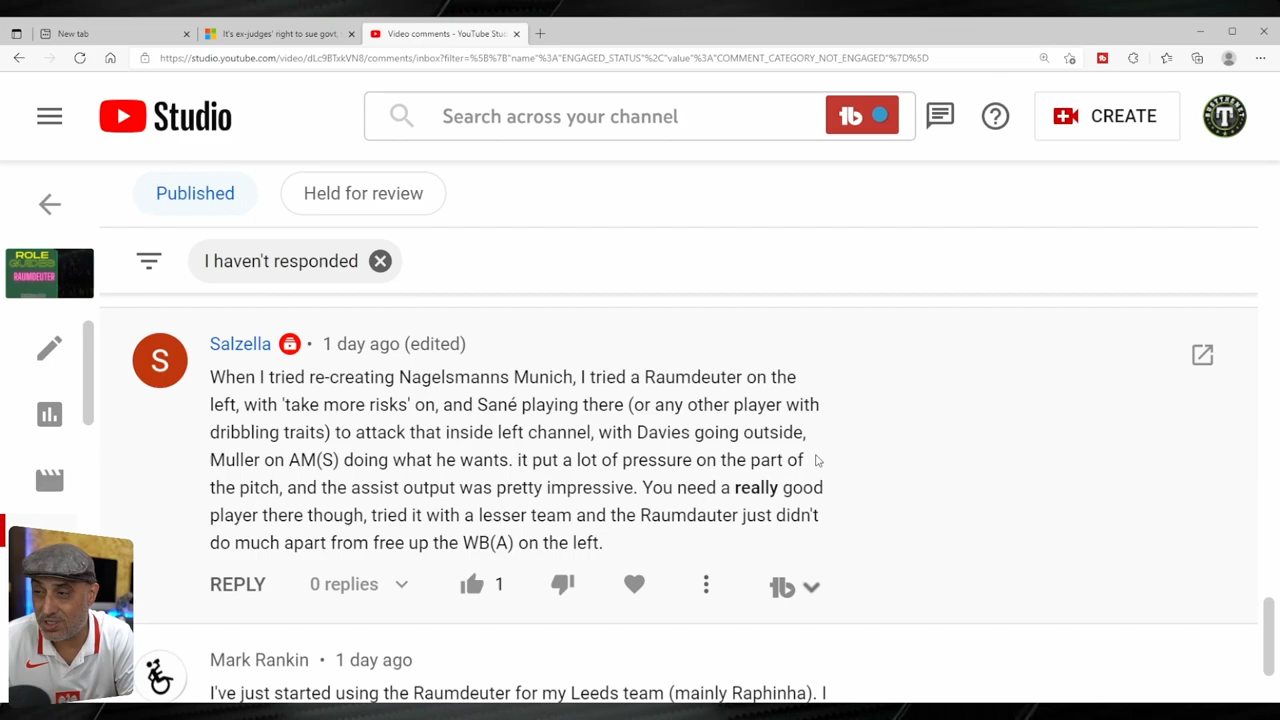 New tab
It's ex-judges' right to sue govt,
Video comments - YouTube Stu
https://studio.youtube.com/video/dLc9BTxkVN8/comments/inbox?filter=%5B%7B"name"%3A"ENGAGED_STATUS"%2C"value"%3A"COMMENT_CATEGORY_NOT_ENGAGED"%7D%5D
Studio
Search across your channel
CREATE
Published
Held for review
I haven't responded
ROLE
GUIDES
RAUMDEUTER
S
Salzella • 1 day ago (edited)
When I tried re-creating Nagelsmanns Munich, I tried a Raumdeuter on the
left, with 'take more risks' on, and Sané playing there (or any other player with
dribbling traits) to attack that inside left channel, with Davies going outside,
Muller on AM(S) doing what he wants. it put a lot of pressure on the part of
the pitch, and the assist output was pretty impressive. You need a really good
player there though, tried it with a lesser team and the Raumdauter just didn't
do much apart from free up the WB(A) on the left.
REPLY
0 replies
1
Mark Rankin • 1 day ago
I've just started using the Raumdeuter for my Leeds team (mainly Raphinha). I